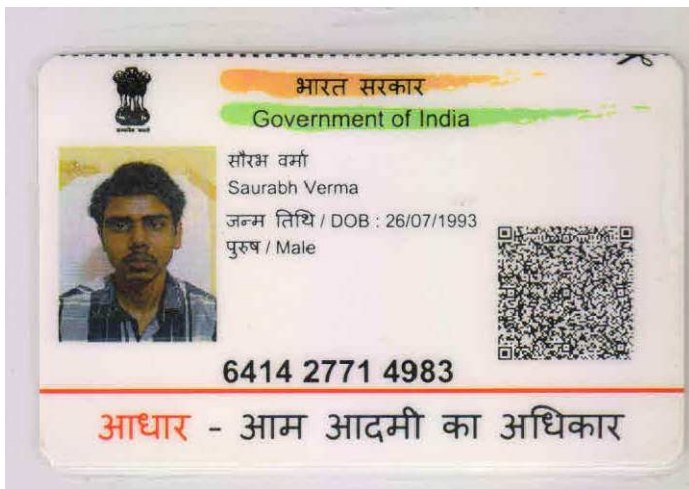 भारत सरकार
Government of India
सौरभ वर्मा
Saurabh Verma
जन्म तिथि / DOB : 26/07/1993
पुरुष / Male
6414 2771 4983
आधार - आम आदमी का अधिकार